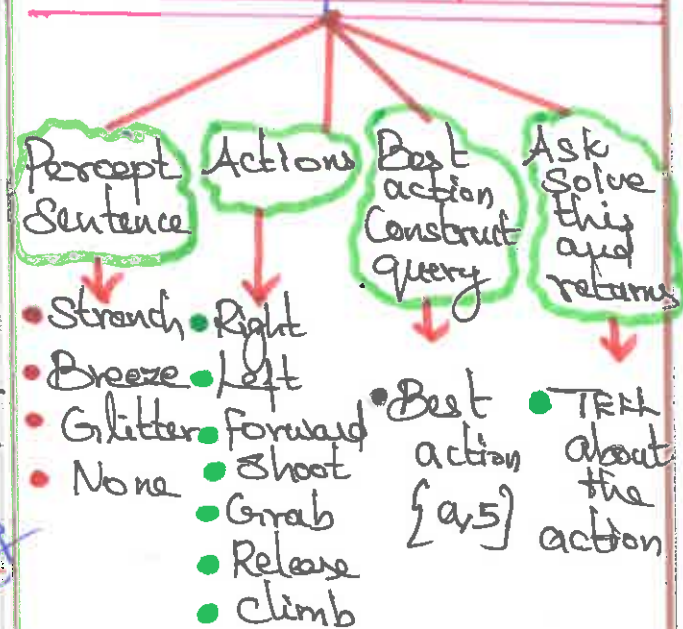 Percept
Sentence
Actions
Best
action
Construct
query
Ask
Solve
this
and
returns
Strench
Breeze
Glitter
None
Right
Left
Forward
Shoot
Grab
Release
climb
Best
action
{a,5}
TELL
about
the
action